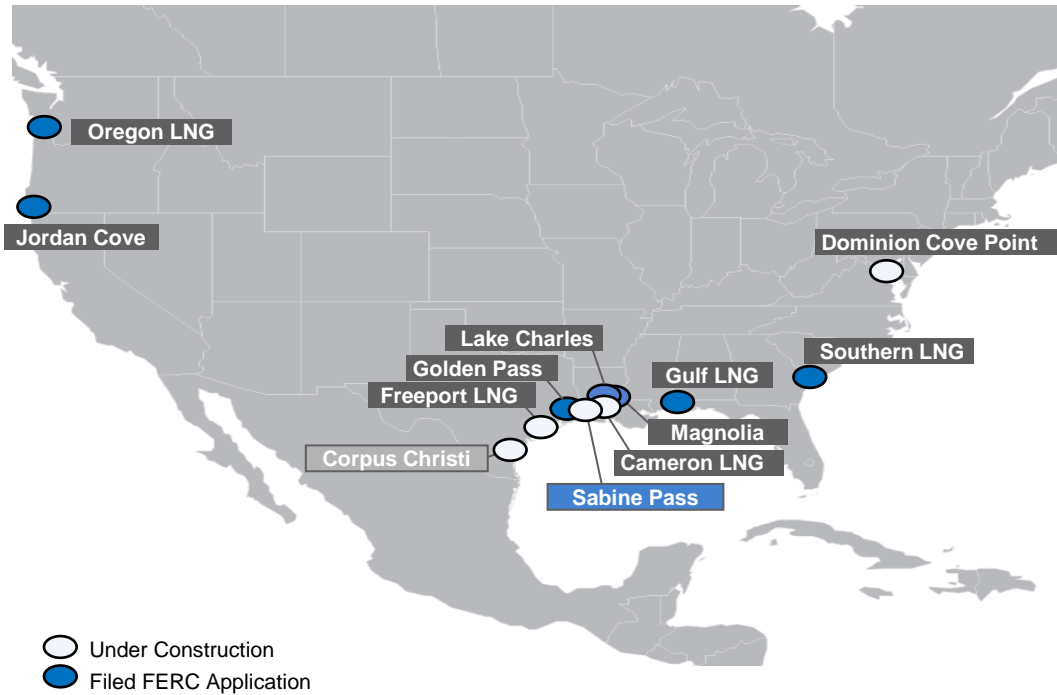 Oregon LNG
Jordan Cove
Dominion Cove Point
Lake Charles
Golden Pass
Freeport LNG
Southern LNG
Gulf LNG
Magnolia
Corpus Christi
Cameron LNG
Sabine Pass
Under Construction
Filed FERC Application